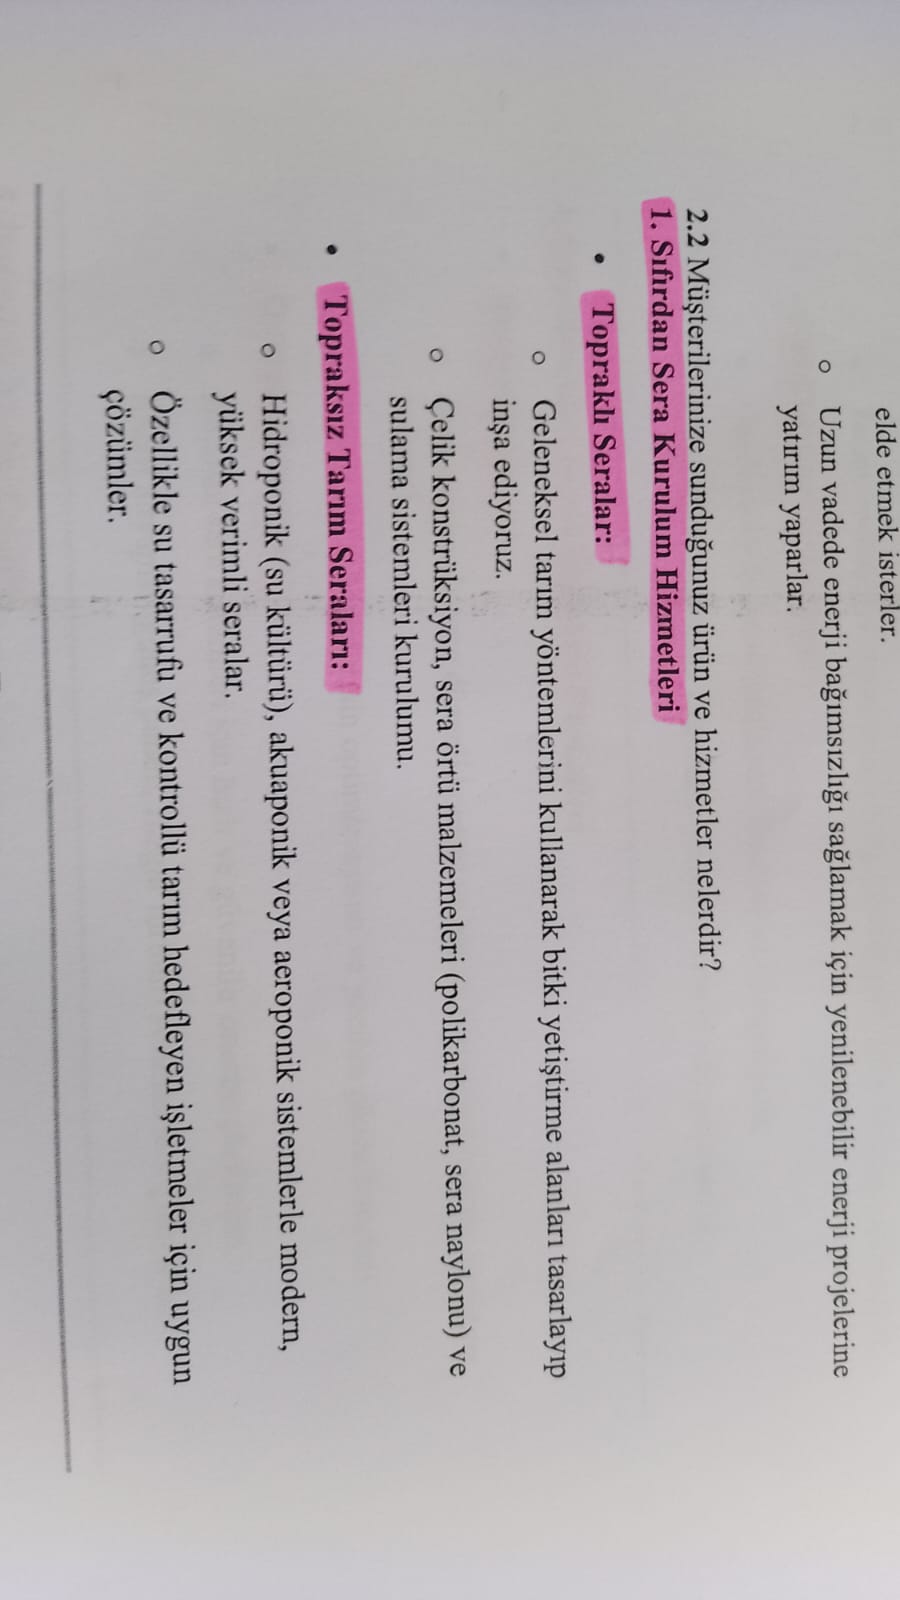 elde etmek isterler.
o Uzun vadede enerji bağımsızlığı sağlamak için yenilenebilir enerji projelerine
yatırım yaparlar.
2.2 Müşterilerinize sunduğunuz ürün ve hizmetler nelerdir?
1. Sıfırdan Sera Kurulum Hizmetleri
• Topraklı Seralar:
o Geleneksel tarım yöntemlerini kullanarak bitki yetiştirme alanları tasarlayıp
inşa ediyoruz.
o Çelik konstrüksiyon, sera örtü malzemeleri (polikarbonat, sera naylonu) ve
sulama sistemleri kurulumu.
• Topraksız Tarım Seraları:
o Hidroponik (su kültürü), akuaponik veya aeroponik sistemlerle modern,
yüksek verimli seralar.
o Özellikle su tasarrufu ve kontrollü tarım hedefleyen işletmeler için uygun
çözümler.